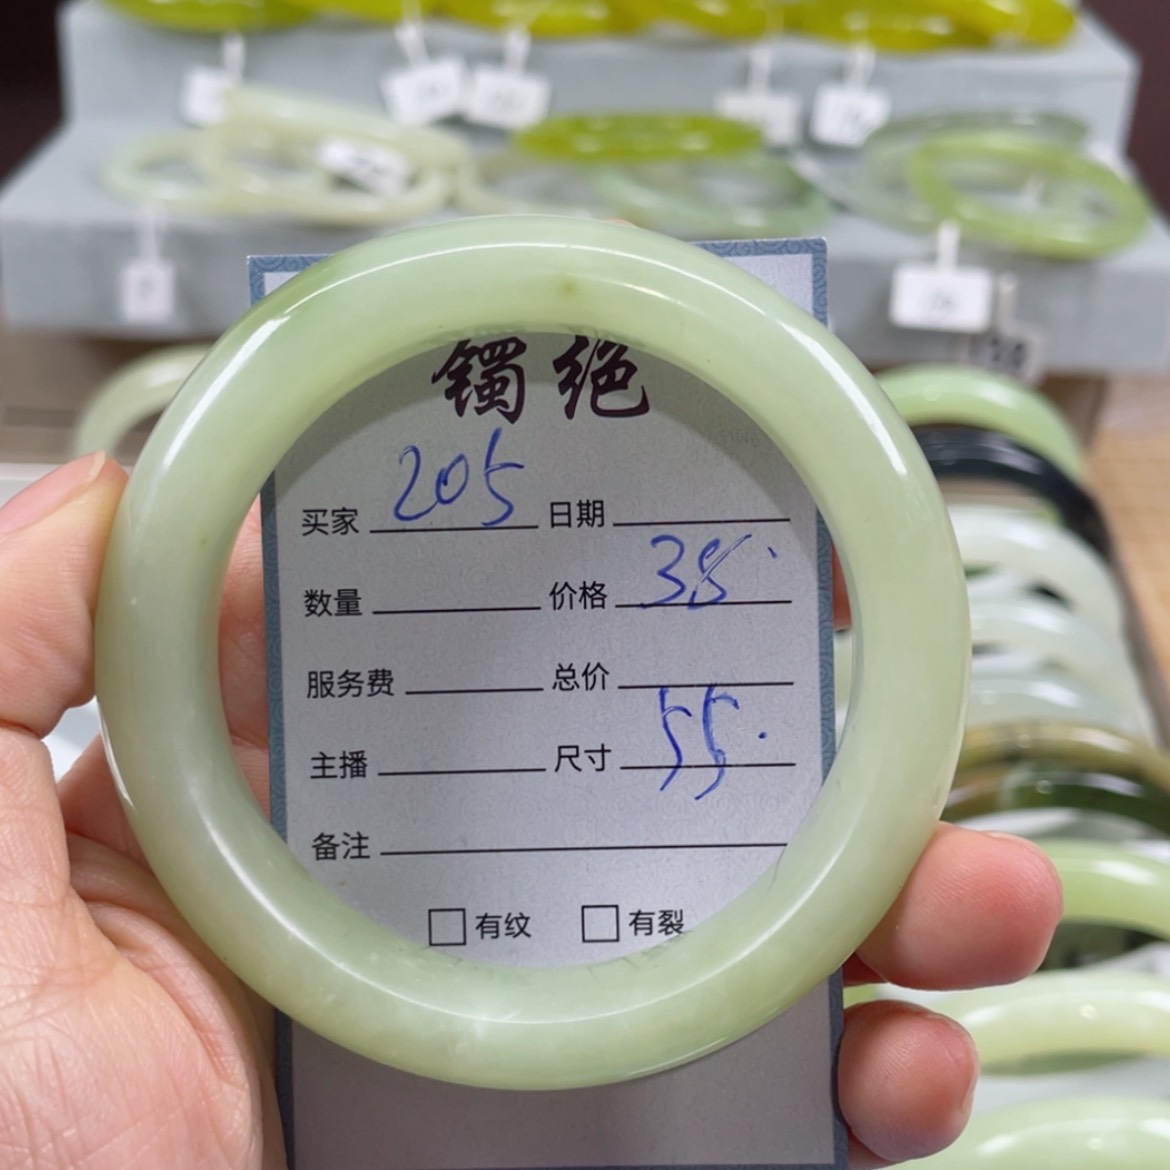 镯绝
买家 205 日期
数量 价格 38.
服务费 总价
主播 尺寸 55.
备注
有纹 有裂